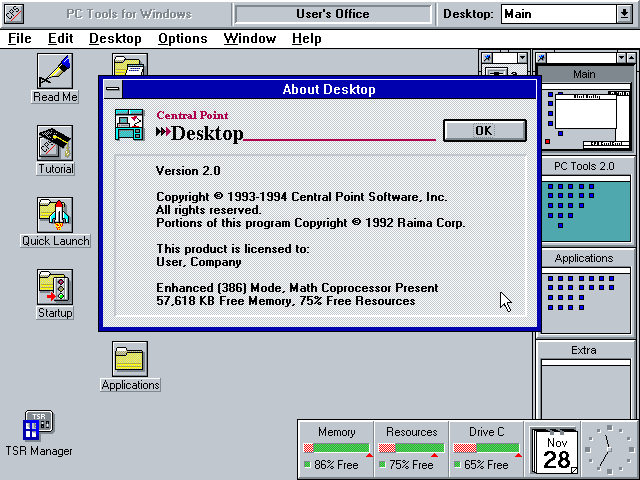 PC Tools for Windows
User's Office
Desktop:
Main
File Edit Desktop Options Window Help
Read Me
Tutorial
Quick Launch
Startup
Applications
TSR
TSR Manager
About Desktop
Central Point
Desktop
OK
Version 2.0
Copyright © 1993-1994 Central Point Software, Inc.
All rights reserved.
Portions of this program Copyright © 1992 Raima Corp.
This product is licensed to:
User, Company
Enhanced (386) Mode, Math Coprocessor Present
57,618 KB Free Memory, 75% Free Resources
Main
PC Tools 2.0
Applications
Extra
Memory
86% Free
Resources
75% Free
Drive C
65% Free
Nov
28